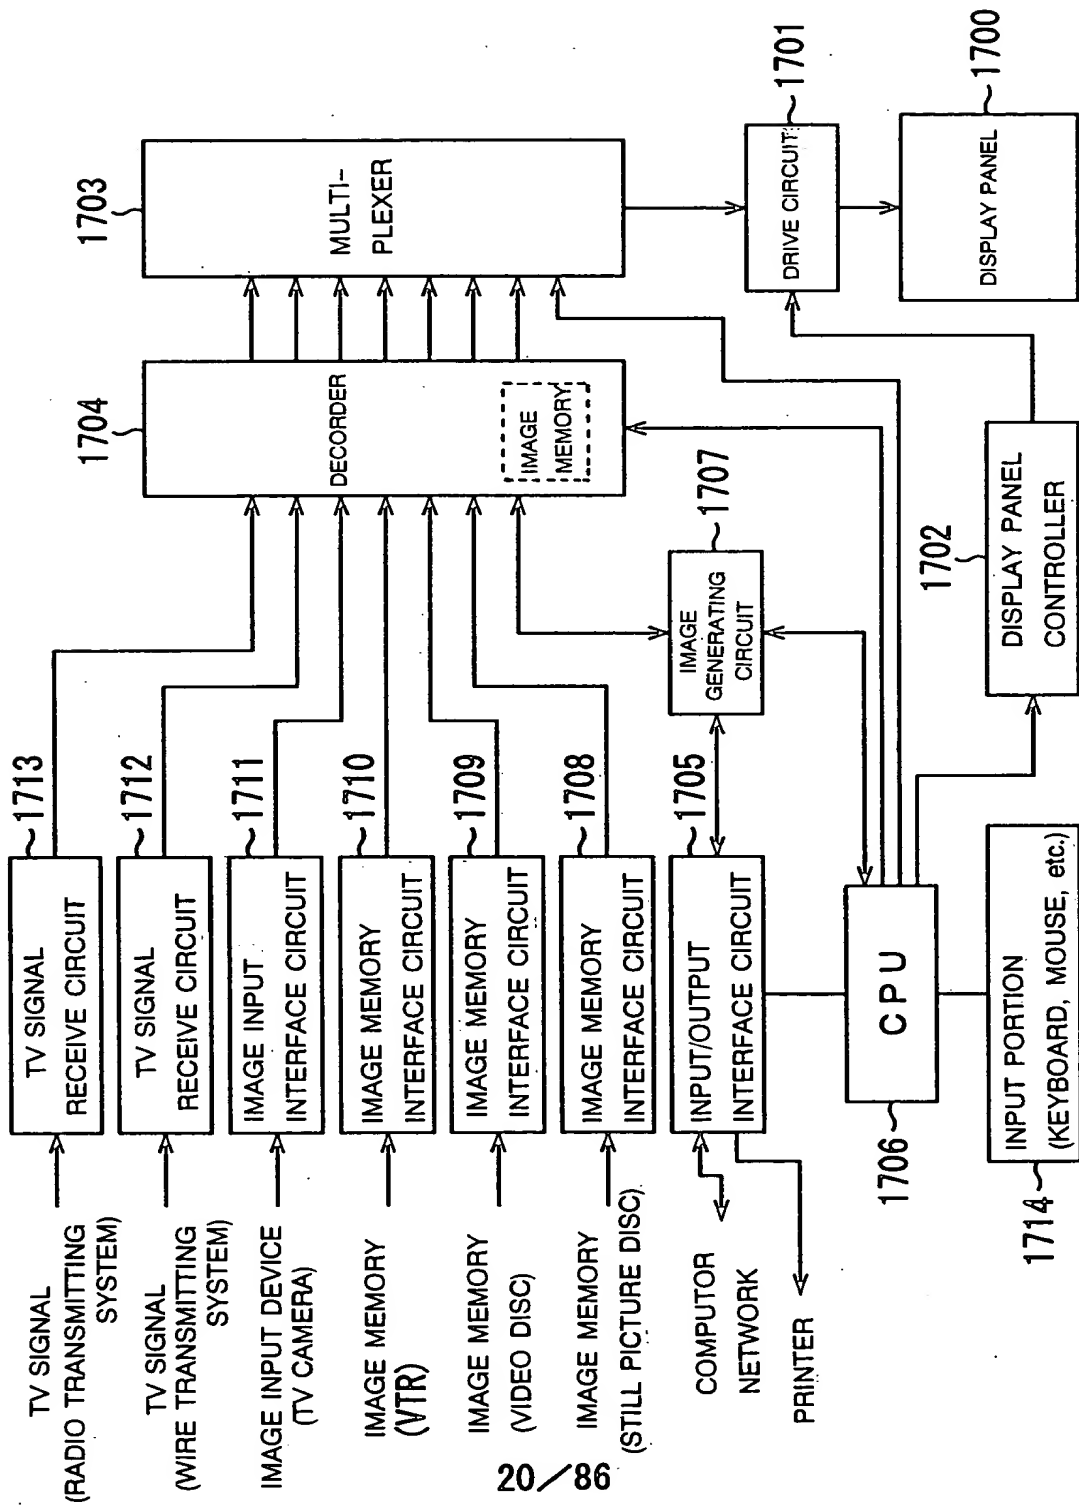 TV SIGNAL
(RADIO TRANSMITTING
SYSTEM)
TV SIGNAL
RECEIVE CIRCUIT
1713
TV SIGNAL
(WIRE TRANSMITTING
SYSTEM)
TV SIGNAL
RECEIVE CIRCUIT
1712
IMAGE INPUT DEVICE
(TV CAMERA)
IMAGE INPUT
INTERFACE CIRCUIT
1711
IMAGE MEMORY
(VTR)
IMAGE MEMORY
INTERFACE CIRCUIT
1710
IMAGE MEMORY
(VIDEO DISC)
IMAGE MEMORY
INTERFACE CIRCUIT
1709
IMAGE MEMORY
(STILL PICTURE DISC)
IMAGE MEMORY
INTERFACE CIRCUIT
1708
COMPUTOR
NETWORK
PRINTER
INPUT/OUTPUT
INTERFACE CIRCUIT
1705
IMAGE
GENERATING
CIRCUIT
1707
1704
DECORDER
IMAGE
MEMORY
1703
MULTI-
PLEXER
1701
DRIVE CIRCUIT
1700
DISPLAY PANEL
1702
DISPLAY PANEL
CONTROLLER
CPU
1706
INPUT PORTION
(KEYBOARD, MOUSE, etc.)
1714
20/86